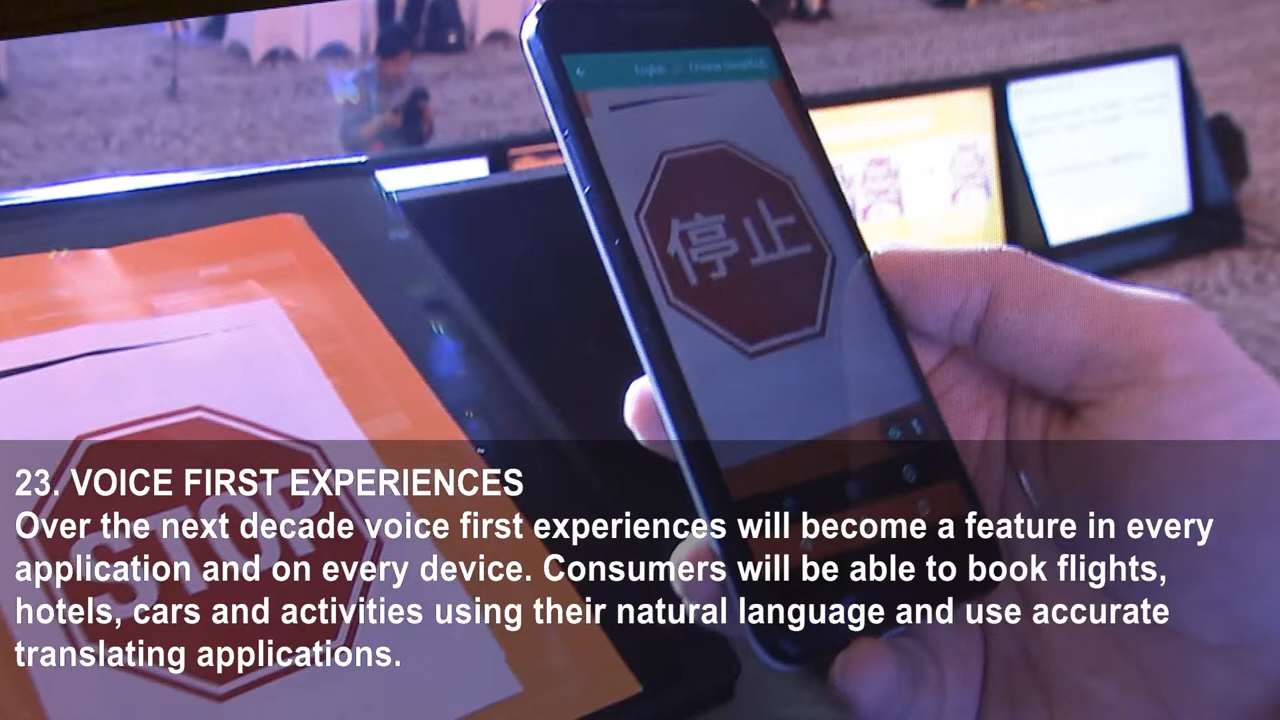 停止
STOP
23. VOICE FIRST EXPERIENCES
Over the next decade voice first experiences will become a feature in every
application and on every device. Consumers will be able to book flights,
hotels, cars and activities using their natural language and use accurate
translating applications.